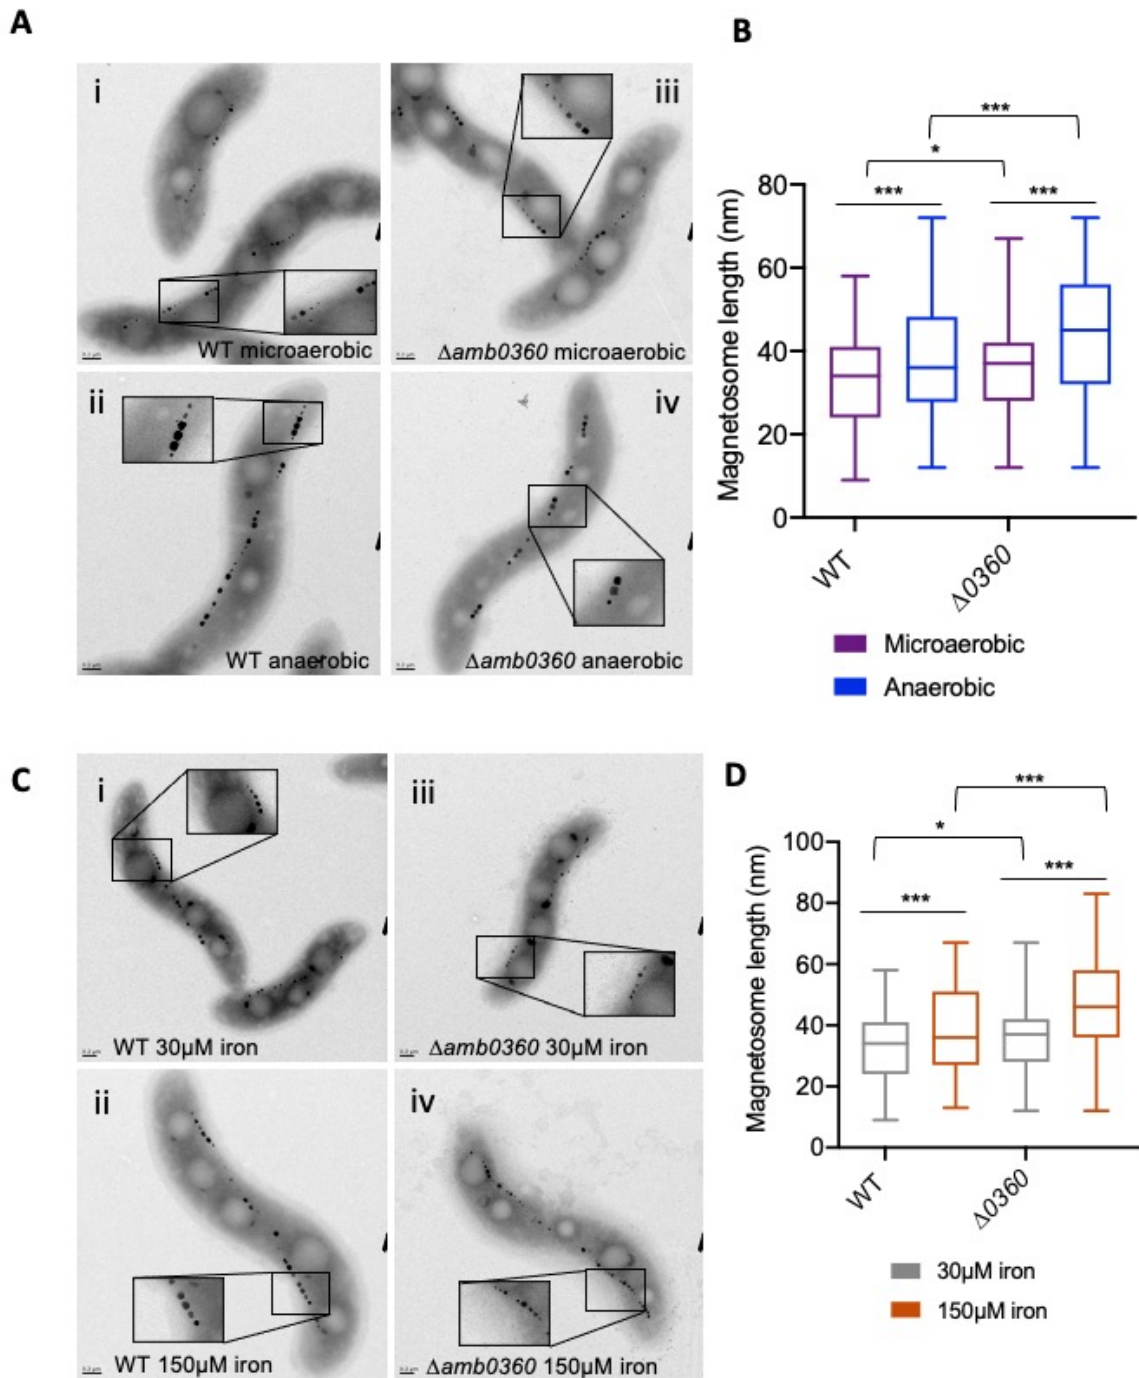 A
B
i
iii
WT microaerobic
Δamb0360 microaerobic
ii
iv
WT anaerobic
Δamb0360 anaerobic
***
*
***
***
80
60
40
20
0
Magnetosome length (nm)
WT
Δ0360
Microaerobic
Anaerobic
C
D
i
iii
WT 30µM iron
Δamb0360 30µM iron
ii
iv
WT 150µM iron
Δamb0360 150µM iron
***
*
***
***
100
80
60
40
20
0
Magnetosome length (nm)
WT
Δ0360
30µM iron
150µM iron